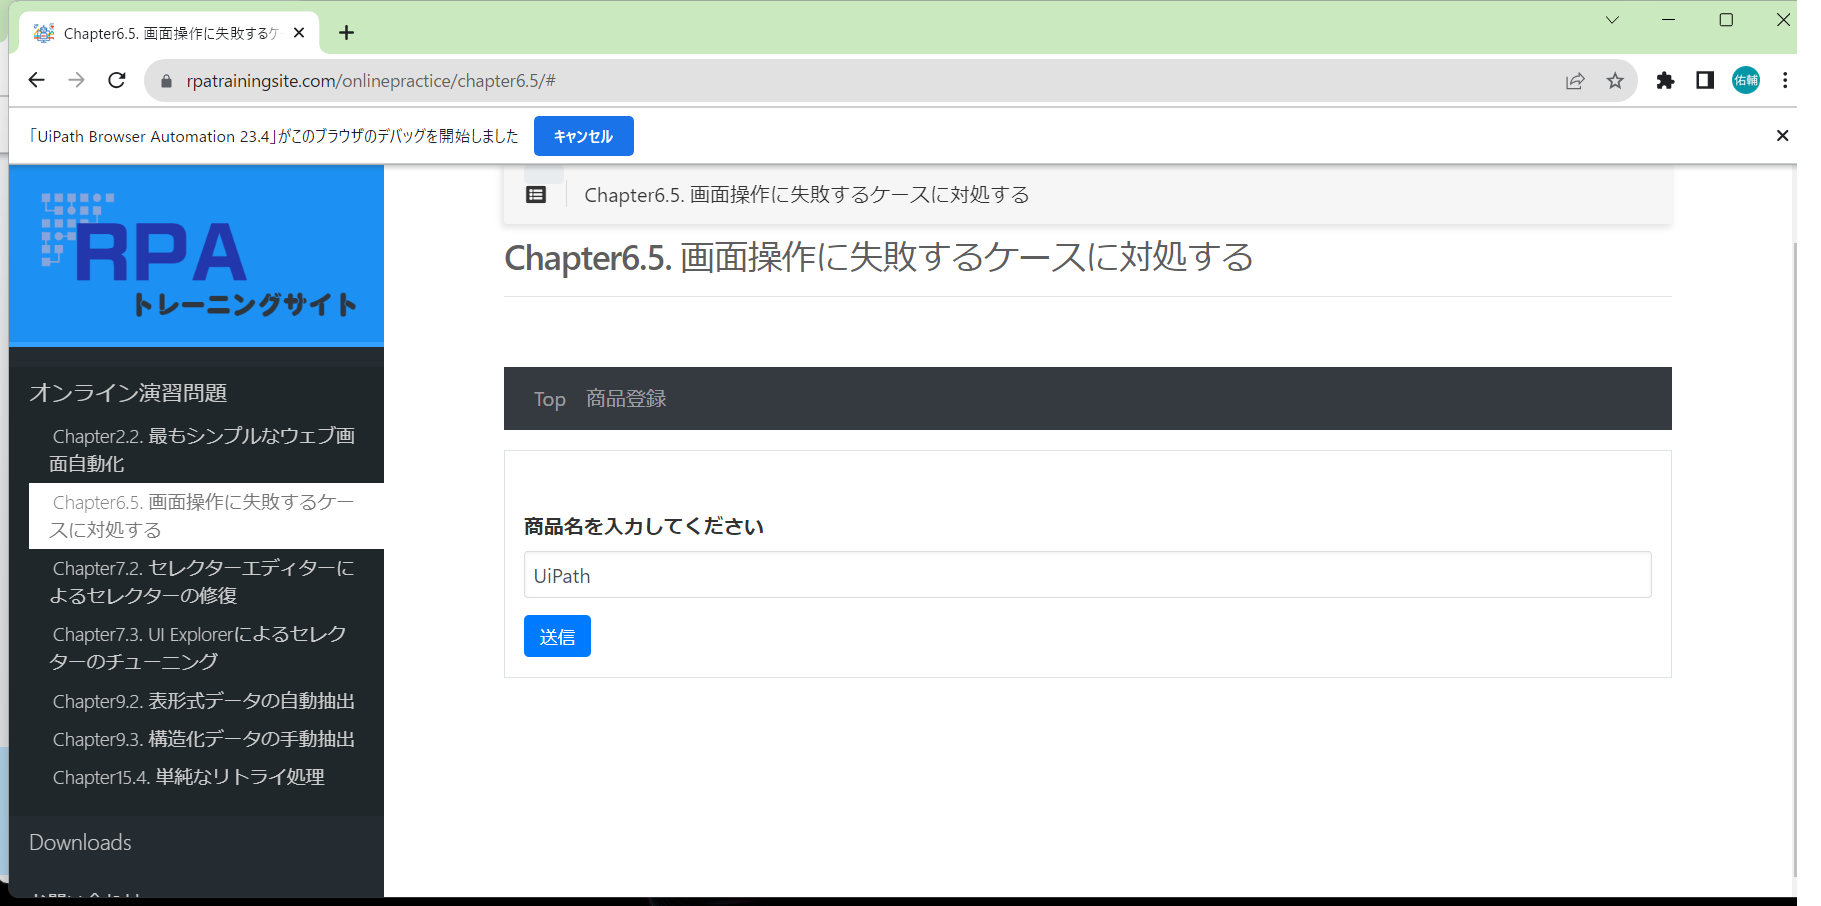 Chapter6.5. 画面操作に失敗するケ
rpatrainingsite.com/onlinepractice/chapter6.5/#
佑輔
「UiPath Browser Automation 23.4」がこのブラウザのデバッグを開始しました
キャンセル
RPA
トレーニングサイト
オンライン演習問題
Chapter2.2. 最もシンプルなウェブ画
面自動化
Chapter6.5. 画面操作に失敗するケー
スに対処する
Chapter7.2. セレクターエディターに
よるセレクターの修復
Chapter7.3. UI Explorerによるセレク
ターのチューニング
Chapter9.2. 表形式データの自動抽出
Chapter9.3. 構造化データの手動抽出
Chapter15.4. 単純なリトライ処理
Downloads
Chapter6.5. 画面操作に失敗するケースに対処する
Chapter6.5. 画面操作に失敗するケースに対処する
Top 商品登録
商品名を入力してください
UiPath
送信